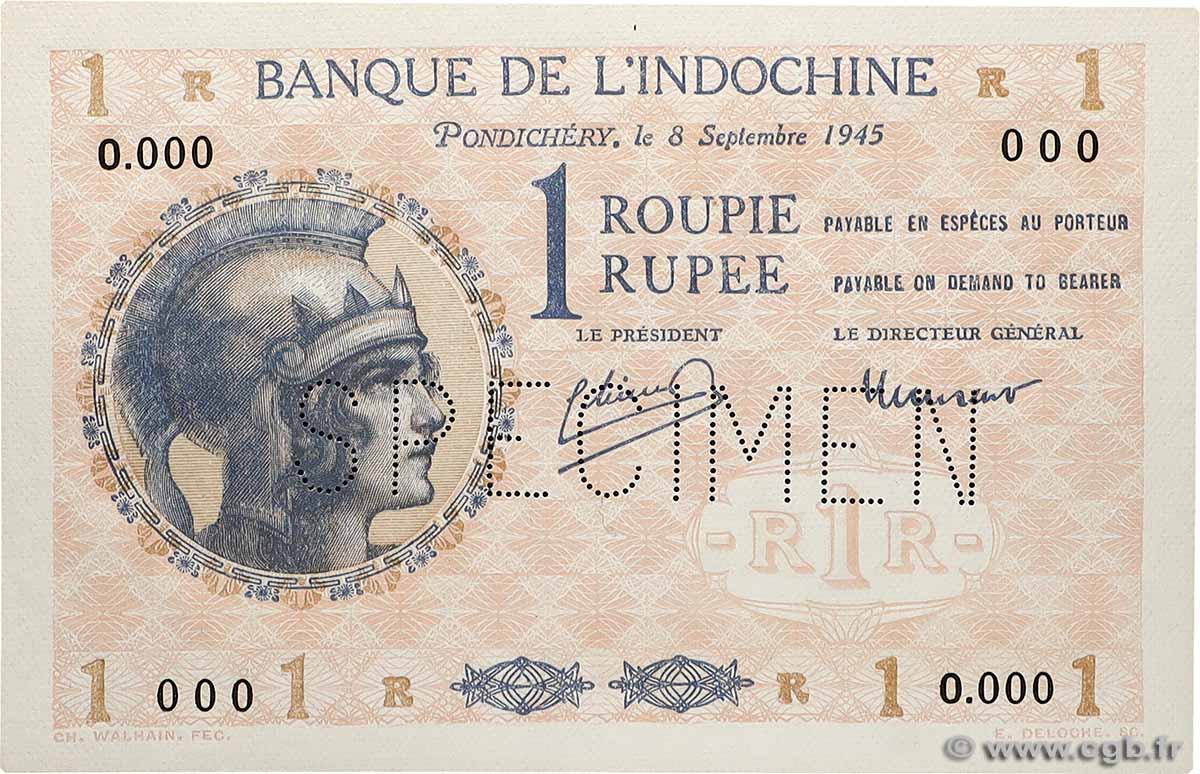 1 R BANQUE DE L'INDOCHINE R 1
PONDICHÉRY, le 8 Septembre 1945
0.000 000
1 ROUPIE PAYABLE EN ESPÈCES AU PORTEUR
RUPEE PAYABLE ON DEMAND TO BEARER
LE PRÉSIDENT LE DIRECTEUR GÉNÉRAL
SPECIMEN
-R1R-
1 000 1 R R 1 0.000 1
CH. WALHAIN. FEC. E. DELOCHE. SC.
© www.cgb.fr